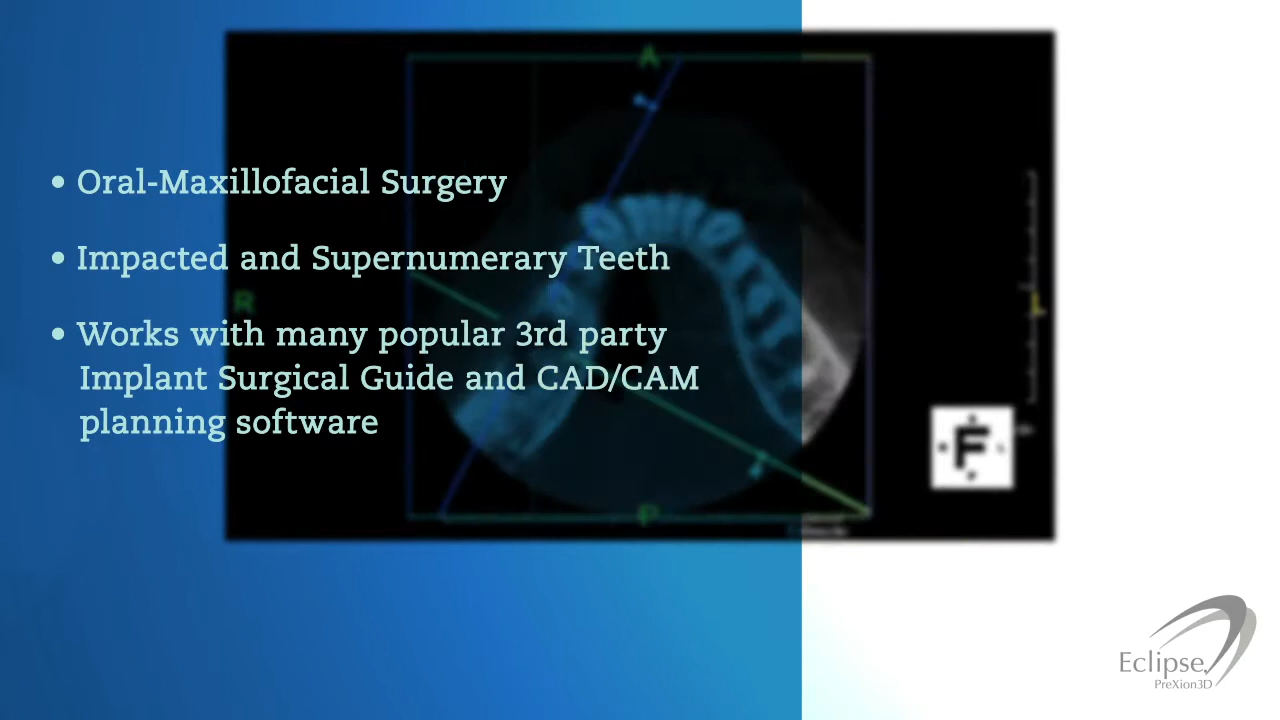 A
• Oral-Maxillofacial Surgery
• Impacted and Supernumerary Teeth
R
• Works with many popular 3rd party
Implant Surgical Guide and CAD/CAM
planning software
F
P
Eclipse
PreXion3D